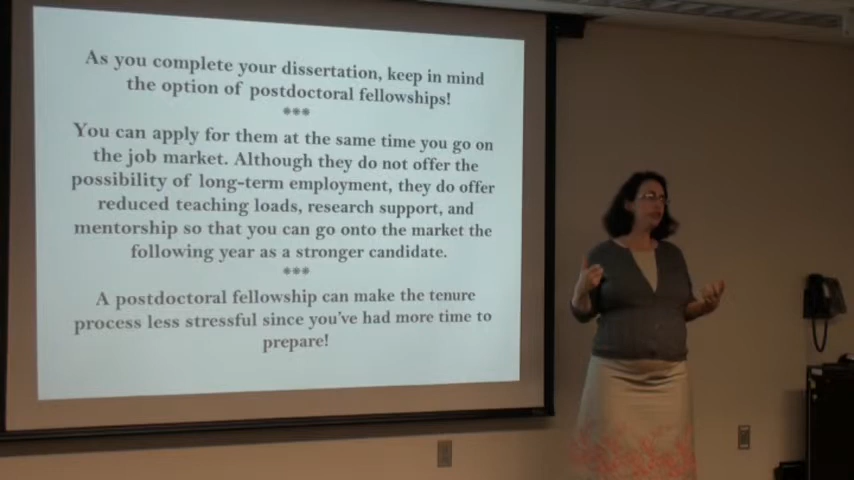 As you complete your dissertation, keep in mind
the option of postdoctoral fellowships!
***
You can apply for them at the same time you go on
the job market. Although they do not offer the
possibility of long-term employment, they do offer
reduced teaching loads, research support, and
mentorship so that you can go onto the market the
following year as a stronger candidate.
***
A postdoctoral fellowship can make the tenure
process less stressful since you've had more time to
prepare!